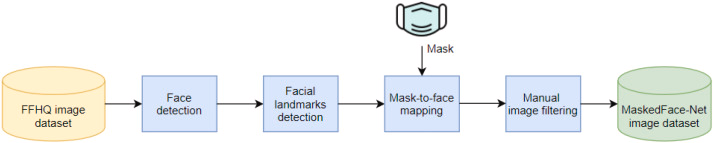 Mask
FFHQ image
dataset
Face
detection
Facial
landmarks
detection
Mask-to-face
mapping
Manual
image filtering
MaskedFace-Net
image dataset